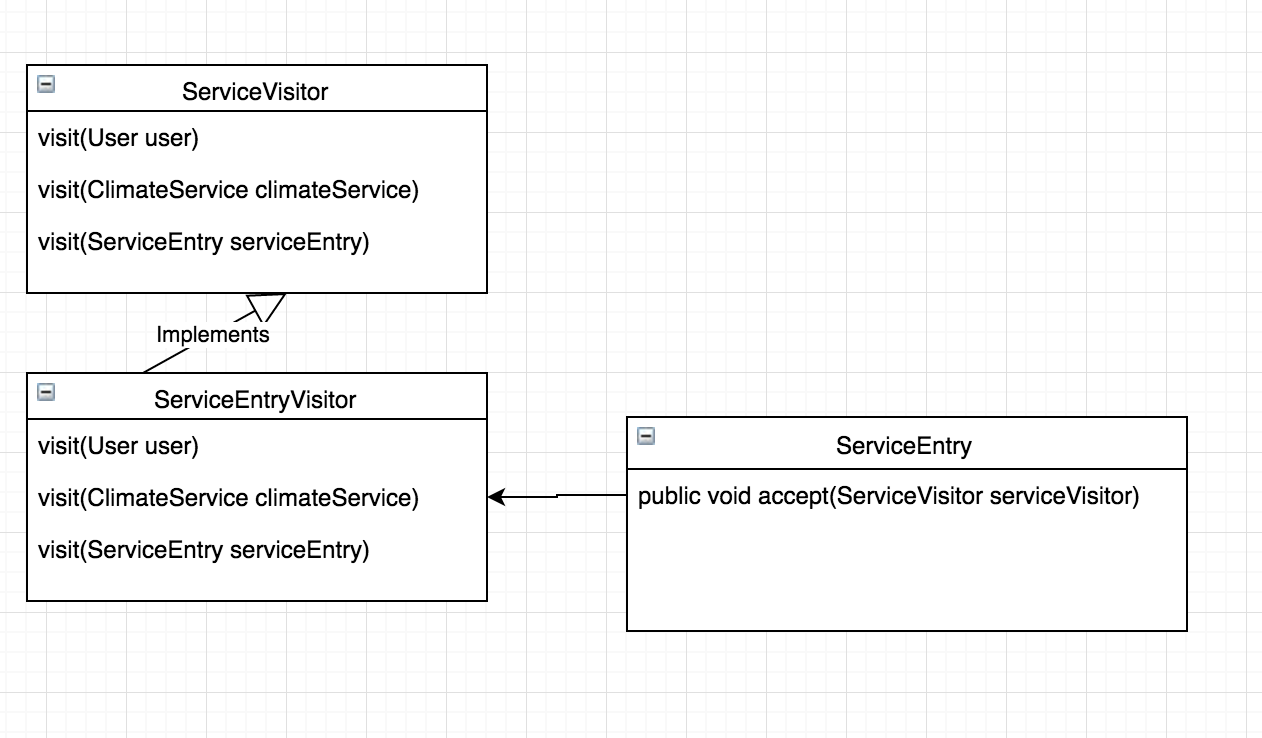 ServiceVisitor
visit(User user)
visit(ClimateService climateService)
visit(ServiceEntry serviceEntry)
Implements
ServiceEntryVisitor
visit(User user)
visit(ClimateService climateService)
visit(ServiceEntry serviceEntry)
ServiceEntry
public void accept(ServiceVisitor serviceVisitor)